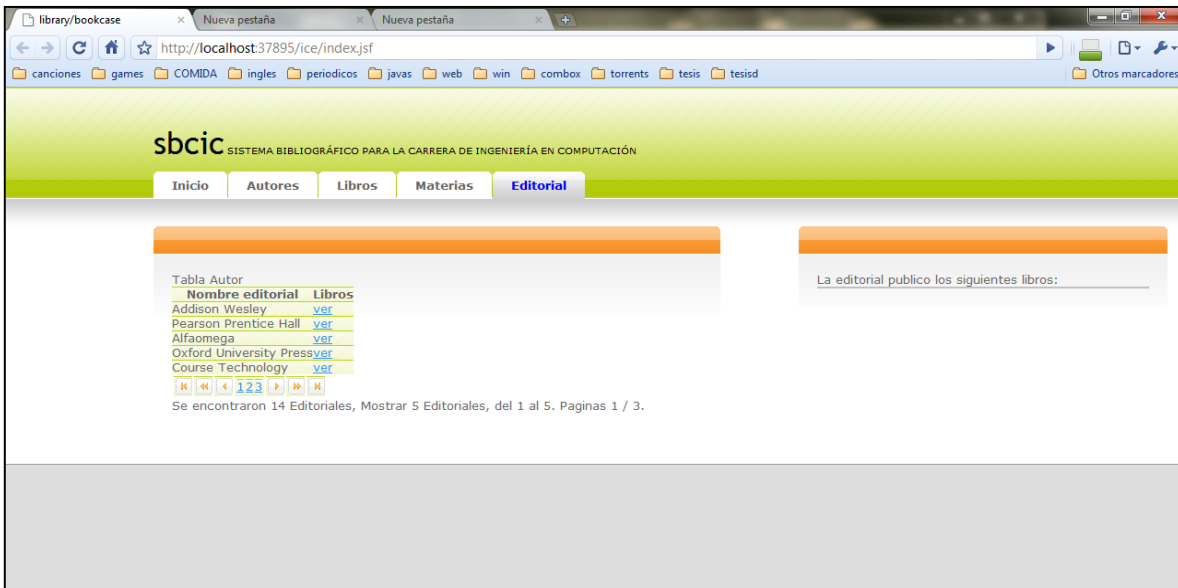 library/bookcase
Nueva pestaña
Nueva pestaña
http://localhost:37895/ice/index.jsf
canciones games COMIDA ingles periodicos javas web win combox torrents tesis tesisd Otros marcadores
sbcic SISTEMA BIBLIOGRÁFICO PARA LA CARRERA DE INGENIERÍA EN COMPUTACIÓN
Inicio Autores Libros Materias Editorial
Tabla Autor
Nombre editorial Libros
Addison Wesley ver
Pearson Prentice Hall ver
Alfaomega ver
Oxford University Press ver
Course Technology ver
1 2 3
Se encontraron 14 Editoriales, Mostrar 5 Editoriales, del 1 al 5. Paginas 1 / 3.
La editorial publico los siguientes libros: